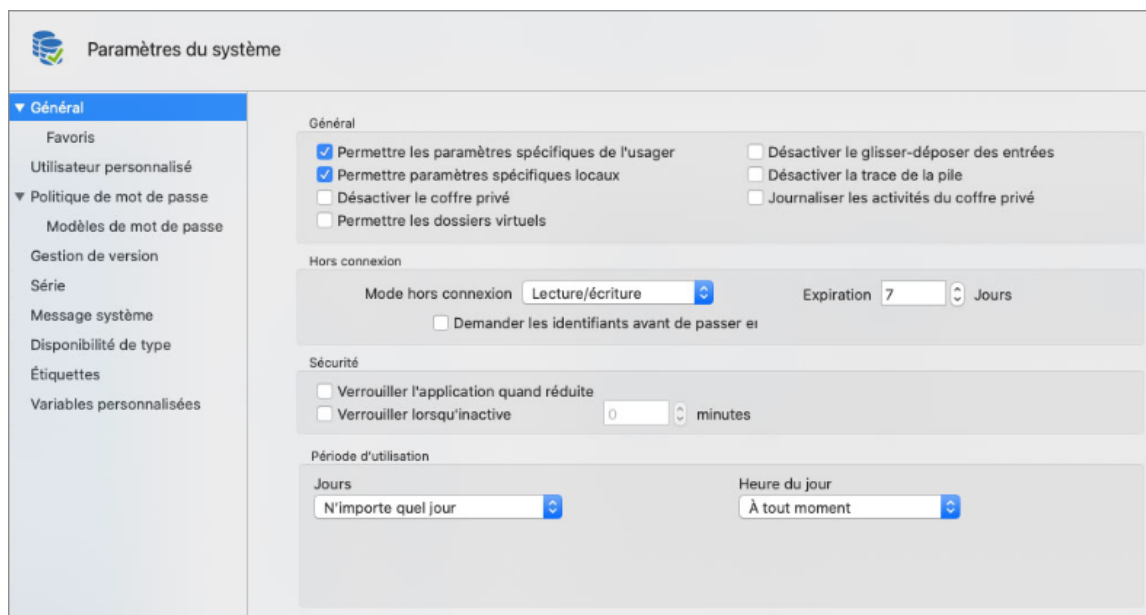 Paramètres du système
Général
Favoris
Utilisateur personnalisé
Politique de mot de passe
Modèles de mot de passe
Gestion de version
Série
Message système
Disponibilité de type
Étiquettes
Variables personnalisées
Général
Permettre les paramètres spécifiques de l'usager
Désactiver le glisser-déposer des entrées
Permettre paramètres spécifiques locaux
Désactiver la trace de la pile
Désactiver le coffre privé
Journaliser les activités du coffre privé
Permettre les dossiers virtuels
Hors connexion
Mode hors connexion Lecture/écriture Expiration 7 Jours
Demander les identifiants avant de passer
Sécurité
Verrouiller l'application quand réduite
Verrouiller lorsqu'inactive 0 minutes
Période d'utilisation
Jours Heure du jour
N'importe quel jour À tout moment